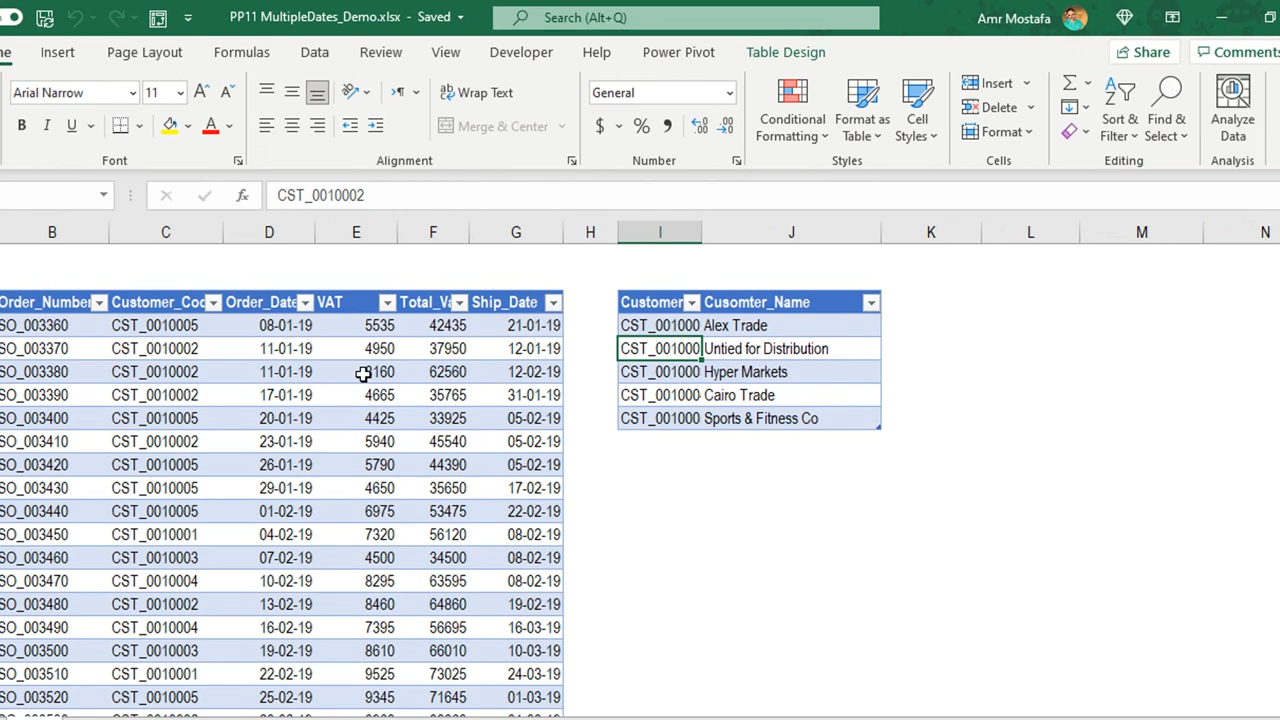 PP11 MultipleDates_Demo.xlsx - Saved
Search (Alt+Q)
Amr Mostafa
Insert Page Layout Formulas Data Review View Developer Help Power Pivot Table Design Share Comments
Arial Narrow 11 A A Wrap Text General Insert Σ
B I U A Merge & Center $ % Delete
Conditional Formatting Format as Table Cell Styles Format Sort & Filter Find & Select Analyze Data
Font Alignment Number Styles Cells Editing Analysis
fx CST_0010002
B C D E F G H I J K L M N
Order_Number Customer_Coo Order_Date VAT Total_Va Ship_Date Customer Cusomter_Name
SO_003360 CST_0010005 08-01-19 5535 42435 21-01-19 CST_001000 Alex Trade
SO_003370 CST_0010002 11-01-19 4950 37950 12-01-19 CST_001000 Untied for Distribution
SO_003380 CST_0010002 11-01-19 8160 62560 12-02-19 CST_001000 Hyper Markets
SO_003390 CST_0010002 17-01-19 4665 35765 31-01-19 CST_001000 Cairo Trade
SO_003400 CST_0010005 20-01-19 4425 33925 05-02-19 CST_001000 Sports & Fitness Co
SO_003410 CST_0010002 23-01-19 5940 45540 05-02-19
SO_003420 CST_0010005 26-01-19 5790 44390 05-02-19
SO_003430 CST_0010005 29-01-19 4650 35650 17-02-19
SO_003440 CST_0010005 01-02-19 6975 53475 22-02-19
SO_003450 CST_0010001 04-02-19 7320 56120 08-02-19
SO_003460 CST_0010003 07-02-19 4500 34500 08-02-19
SO_003470 CST_0010004 10-02-19 8295 63595 08-02-19
SO_003480 CST_0010002 13-02-19 8460 64860 19-02-19
SO_003490 CST_0010004 16-02-19 7395 56695 16-03-19
SO_003500 CST_0010003 19-02-19 8610 66010 10-03-19
SO_003510 CST_0010001 22-02-19 9525 73025 24-03-19
SO_003520 CST_0010005 25-02-19 9345 71645 01-03-19